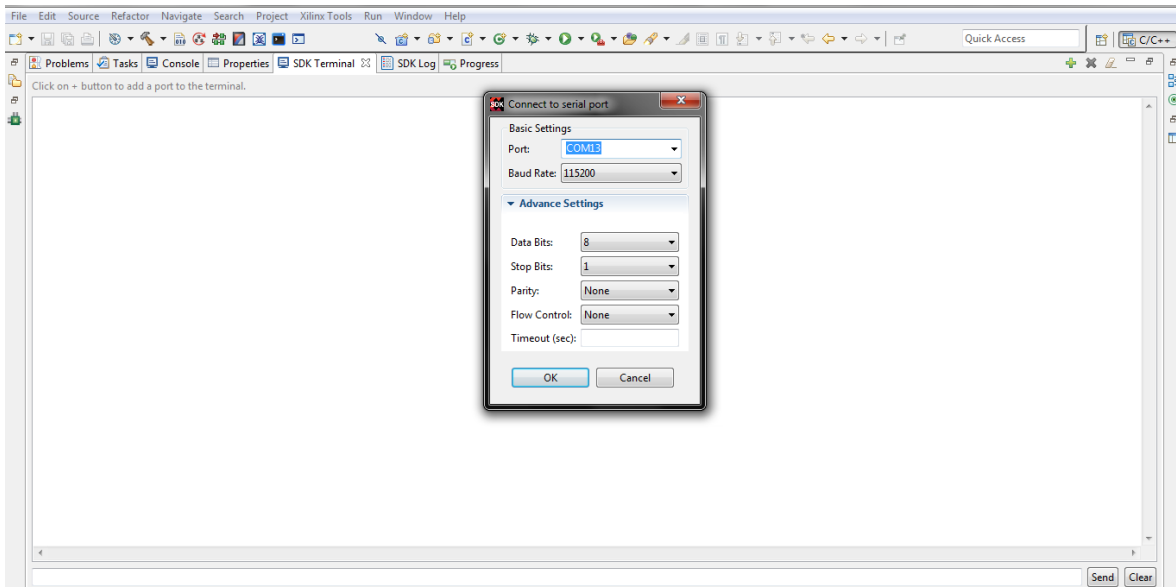 File Edit Source Refactor Navigate Search Project Xilinx Tools Run Window Help
Quick Access
C/C++
Problems Tasks Console Properties SDK Terminal SDK Log Progress
Click on + button to add a port to the terminal.
SDK Connect to serial port
Basic Settings
Port: COM13
Baud Rate: 115200
Advance Settings
Data Bits: 8
Stop Bits: 1
Parity: None
Flow Control: None
Timeout (sec):
OK Cancel
Send Clear